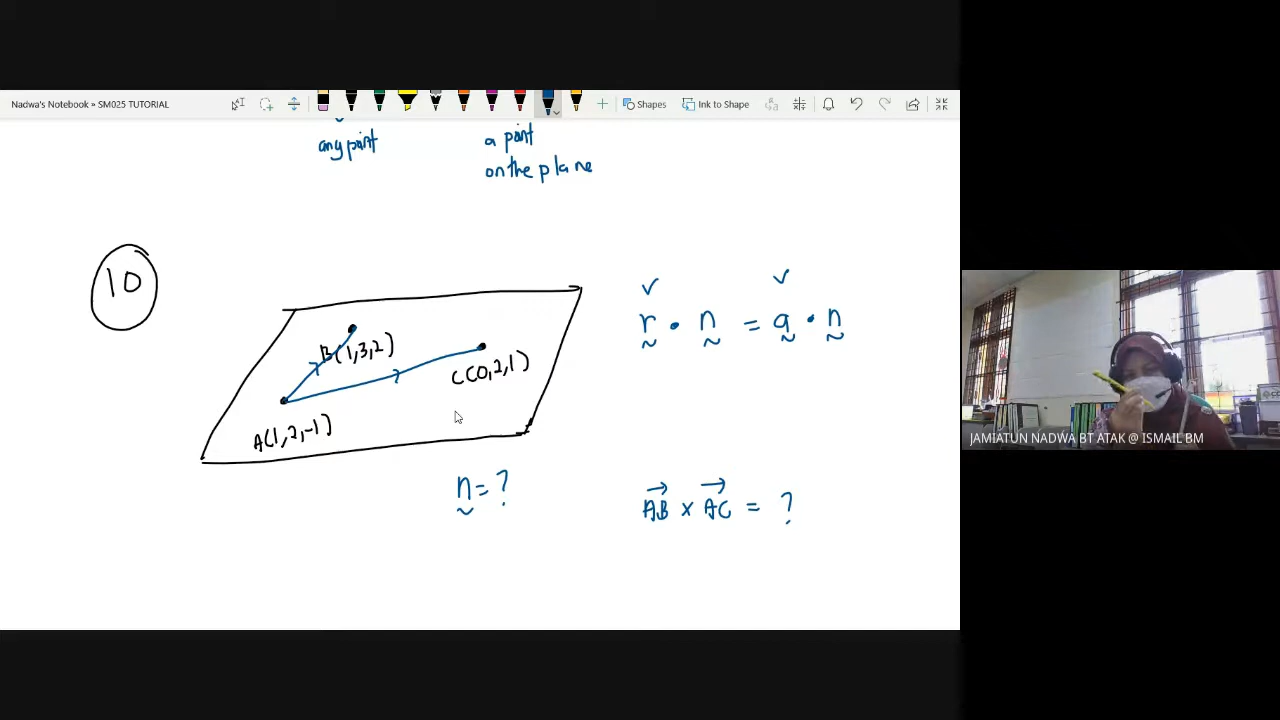 Nadwa's Notebook » SM025 TUTORIAL
Shapes
Ink to Shape
any point
a point
on the plane
10
r • n = a • n
B(1,3,2)
C(0,2,1)
A(1,2,-1)
n = ?
AB × AC = ?
JAMIATUN NADWA BT ATAK @ ISMAIL BM